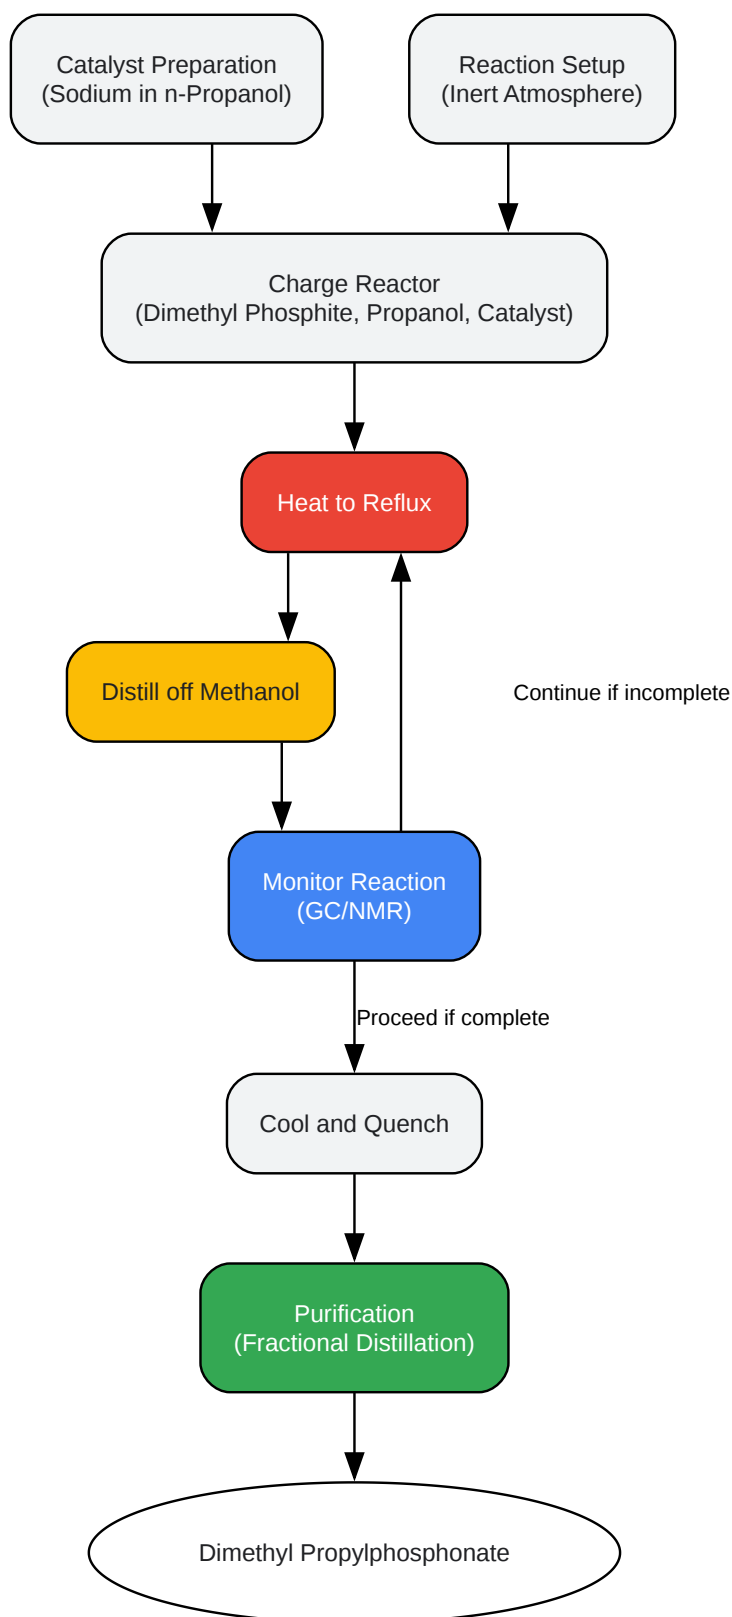 Catalyst Preparation
(Sodium in n-Propanol)
Reaction Setup
(Inert Atmosphere)
Charge Reactor
(Dimethyl Phosphite, Propanol, Catalyst)
Heat to Reflux
Distill off Methanol
Continue if incomplete
Monitor Reaction
(GC/NMR)
Proceed if complete
Cool and Quench
Purification
(Fractional Distillation)
Dimethyl Propylphosphonate